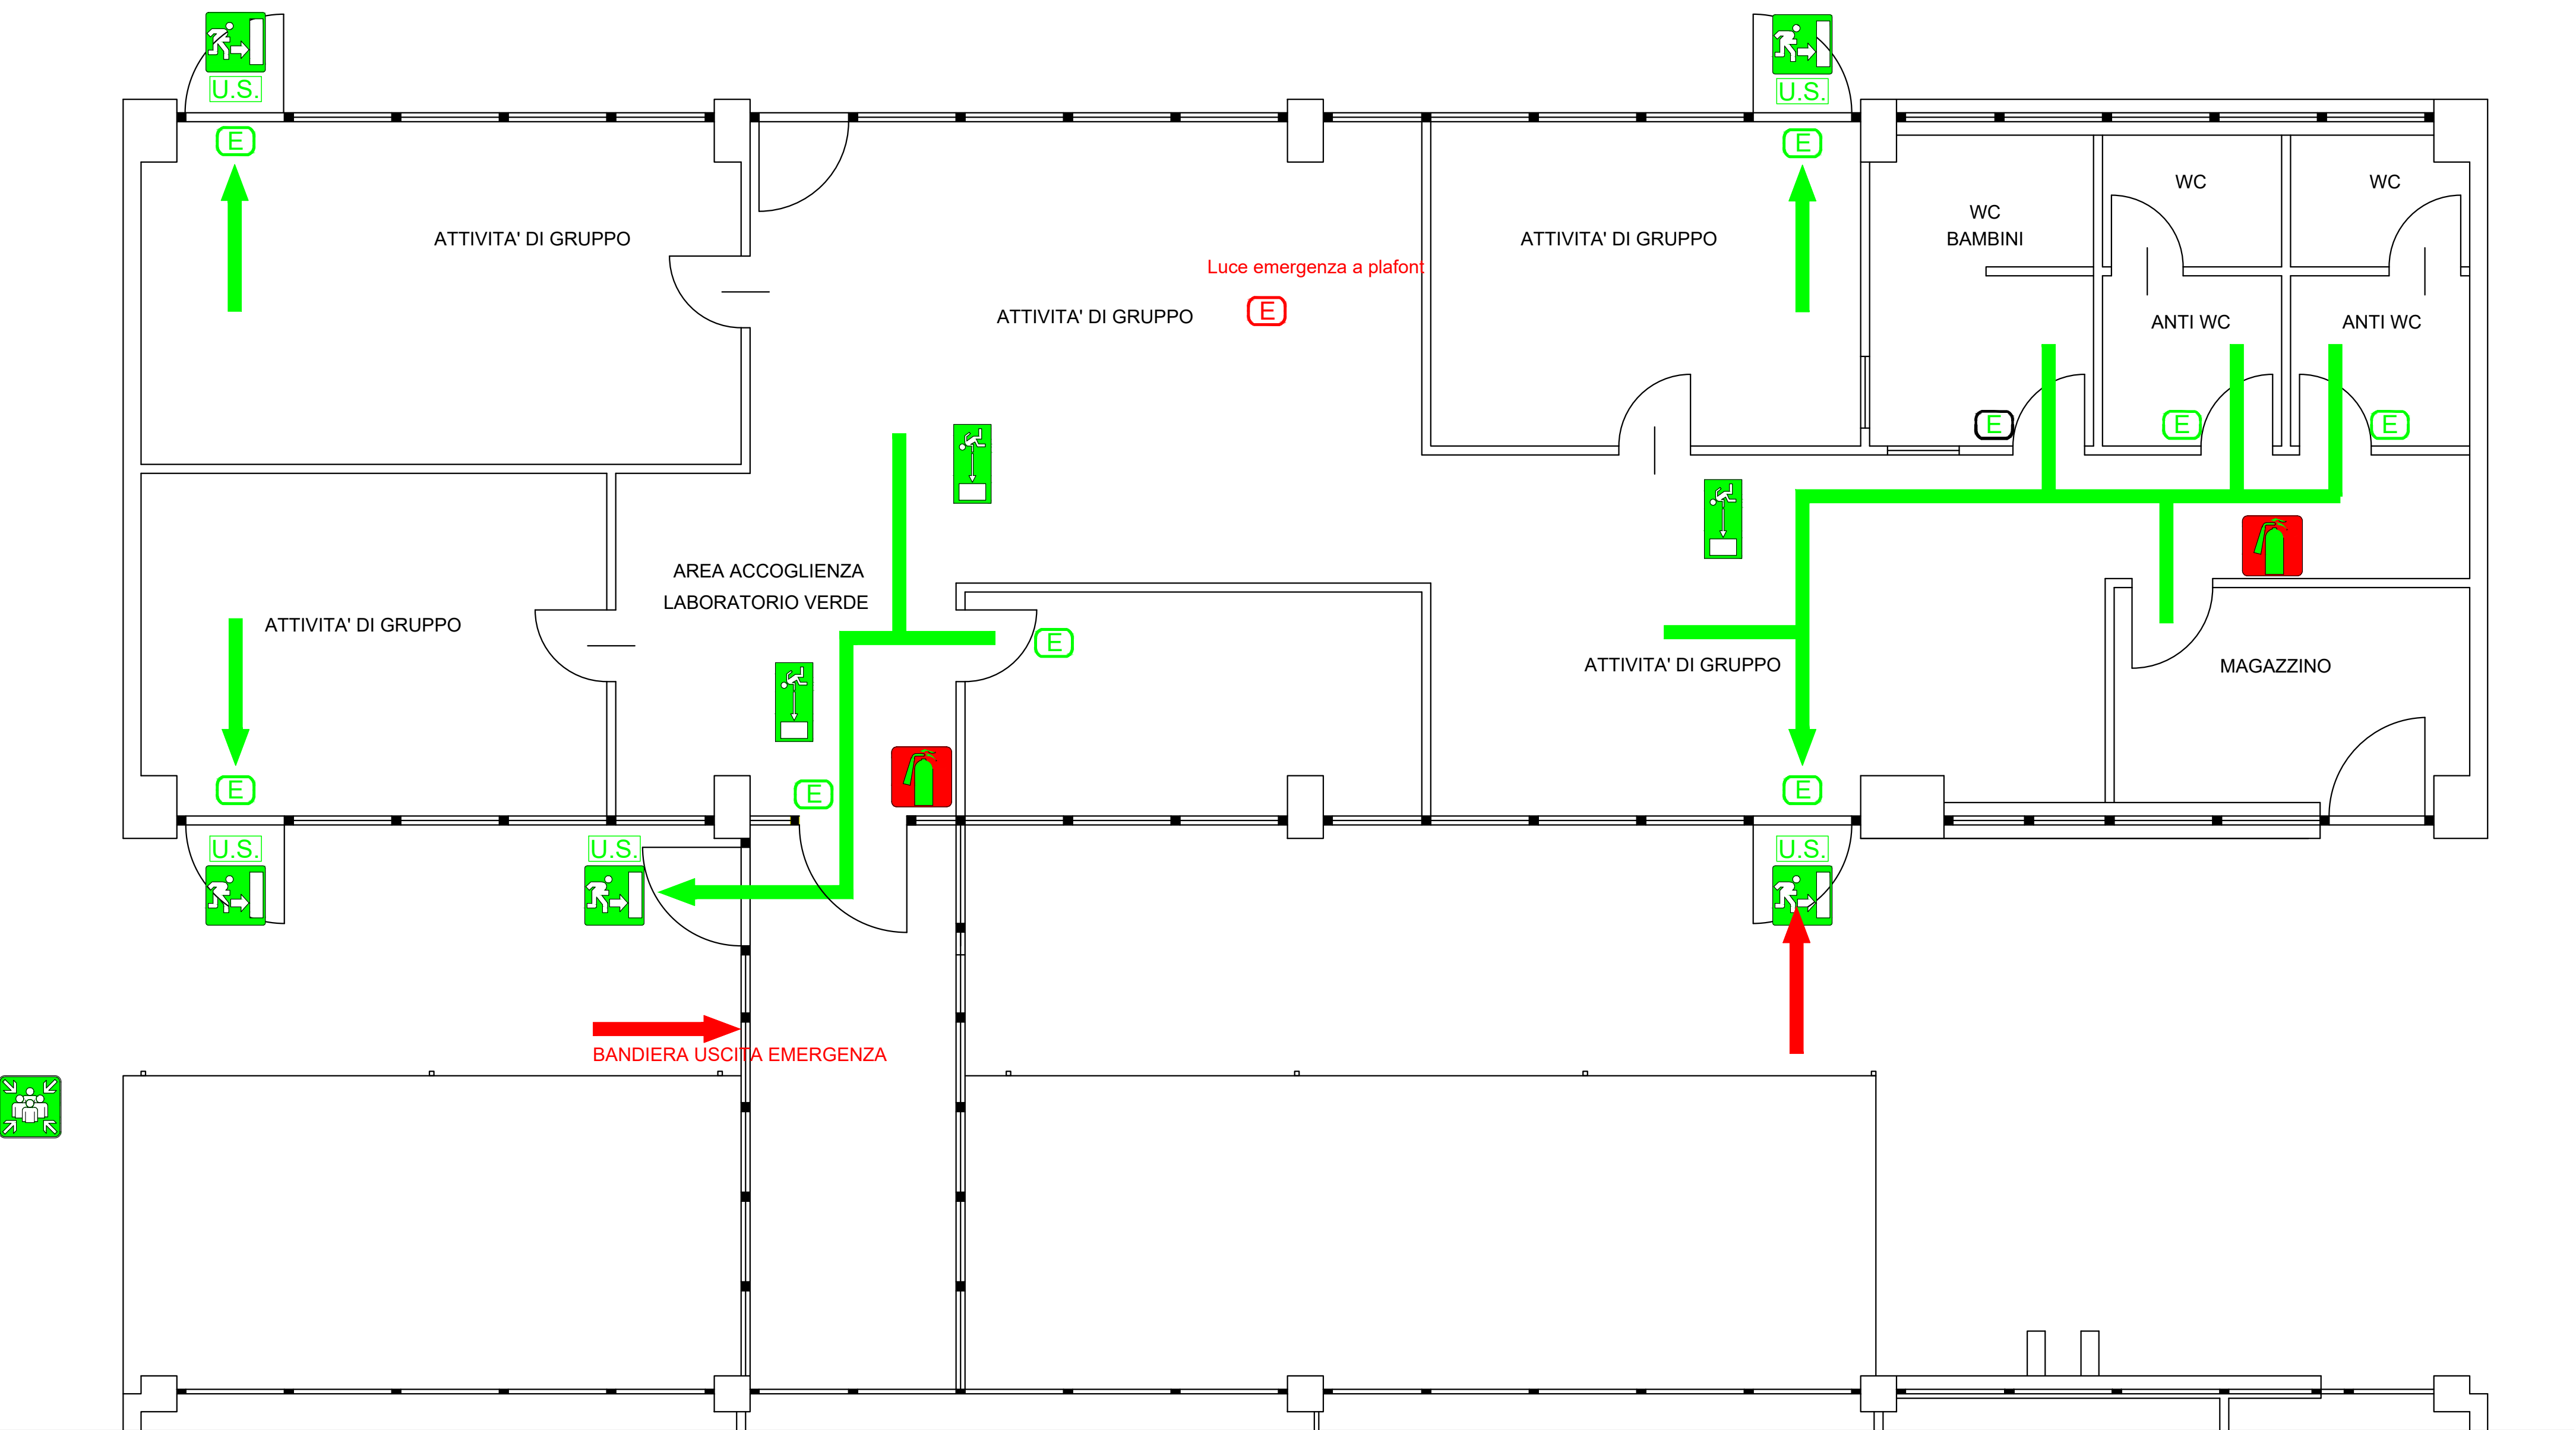 U.S.
U.S.
E
E
WC
WC
WC
BAMBINI
ATTIVITA' DI GRUPPO
ATTIVITA' DI GRUPPO
Luce emergenza a plafont
E
ATTIVITA' DI GRUPPO
ANTI WC
ANTI WC
E
E
E
AREA ACCOGLIENZA
LABORATORIO VERDE
ATTIVITA' DI GRUPPO
E
ATTIVITA' DI GRUPPO
MAGAZZINO
E
E
E
U.S.
U.S.
U.S.
BANDIERA USCITA EMERGENZA